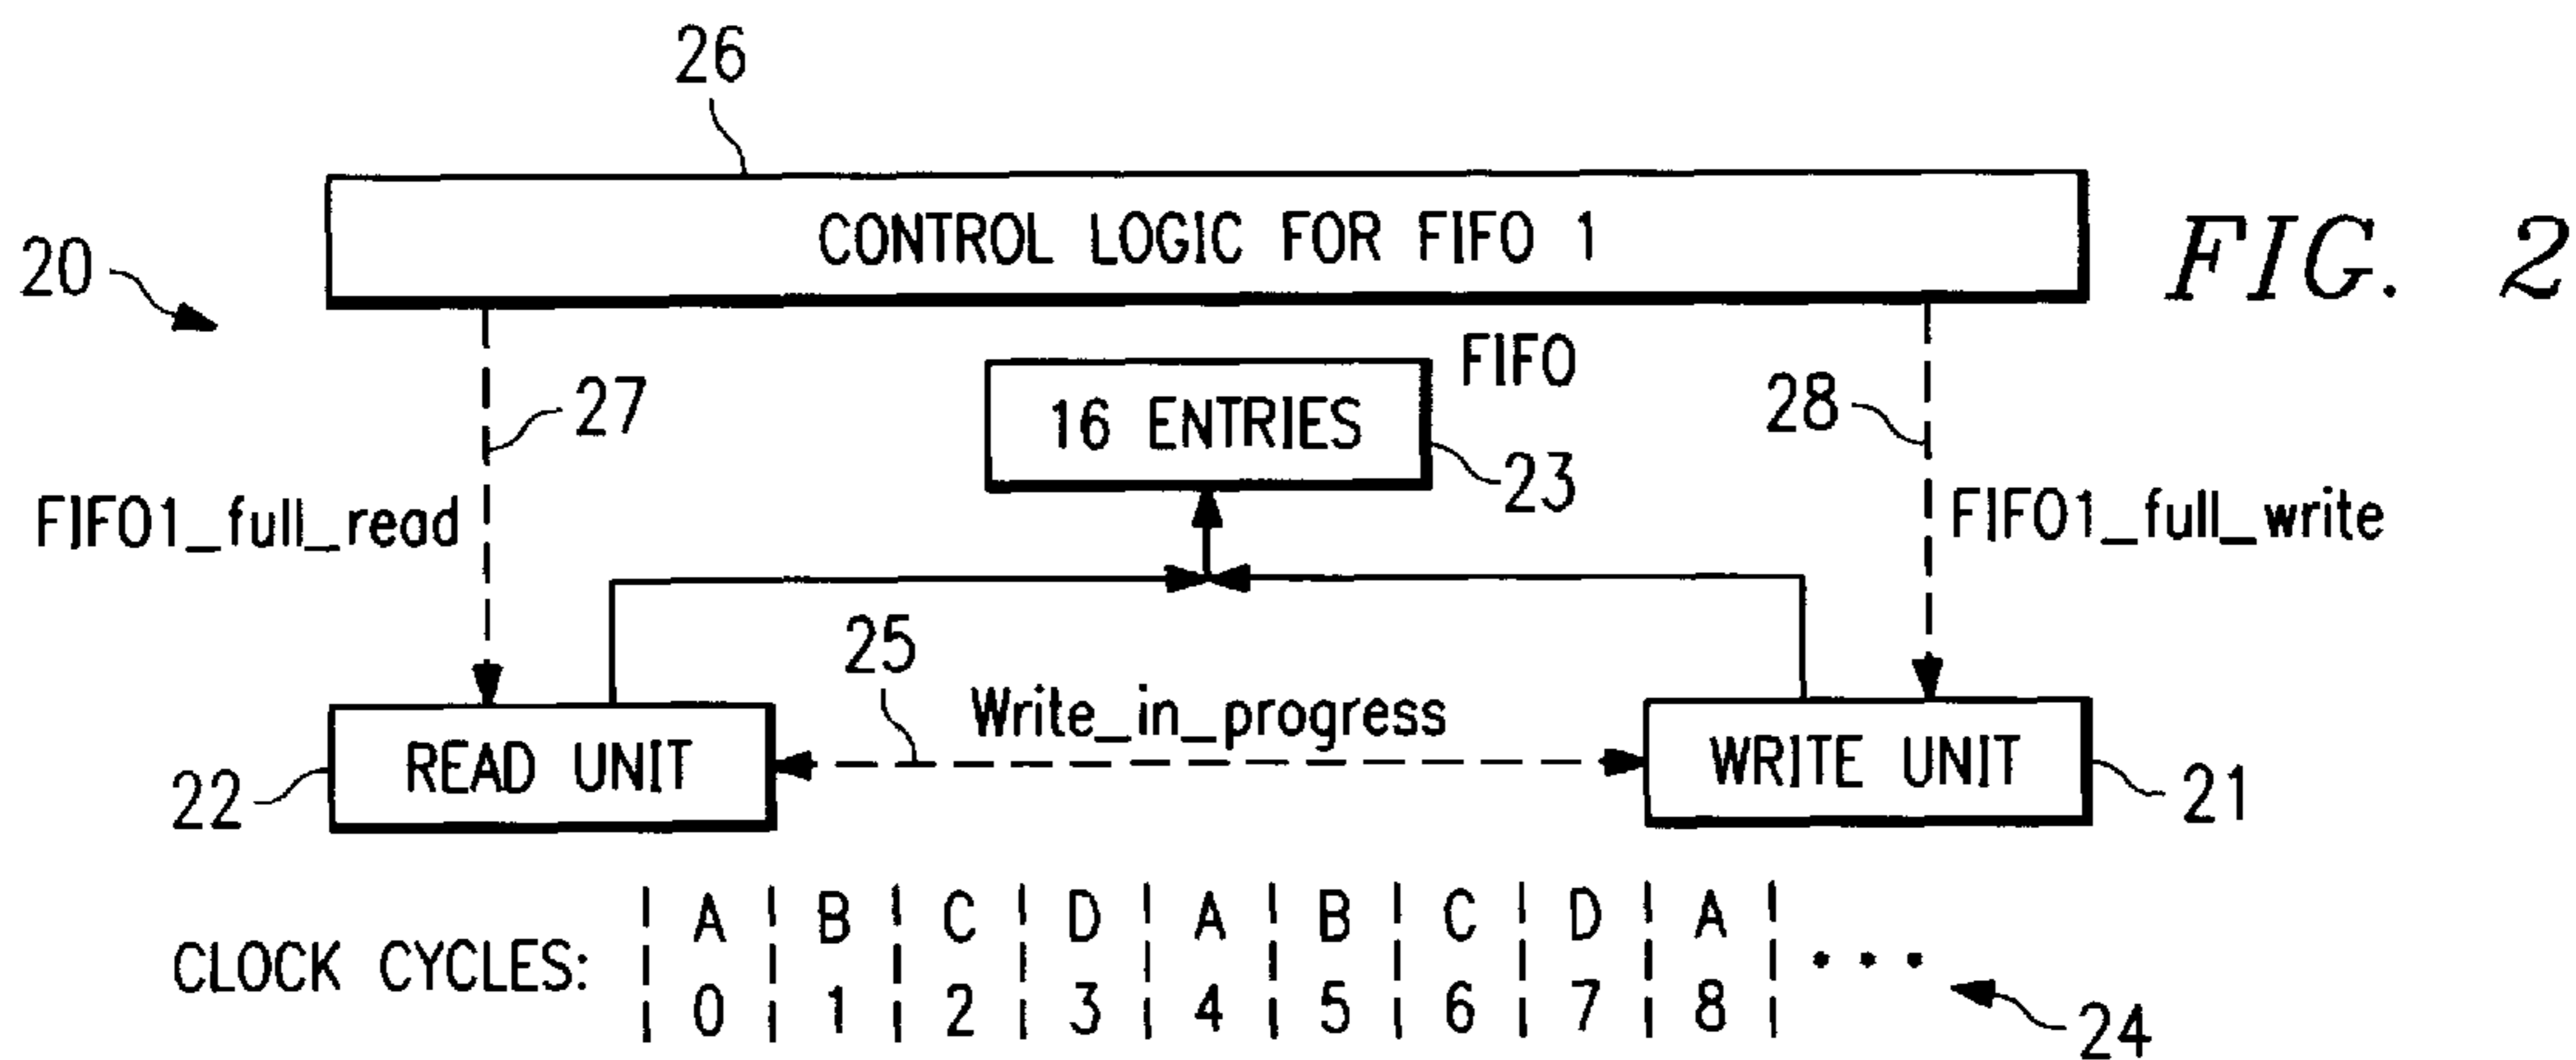 26
CONTROL LOGIC FOR FIFO 1
FIG. 2
20
FIFO
27
16 ENTRIES
28
23
FIFO1_full_read
FIFO1_full_write
25
Write_in_progress
READ UNIT
WRITE UNIT
22
21
A B C D A B C D A
CLOCK CYCLES:
0 1 2 3 4 5 6 7 8
24